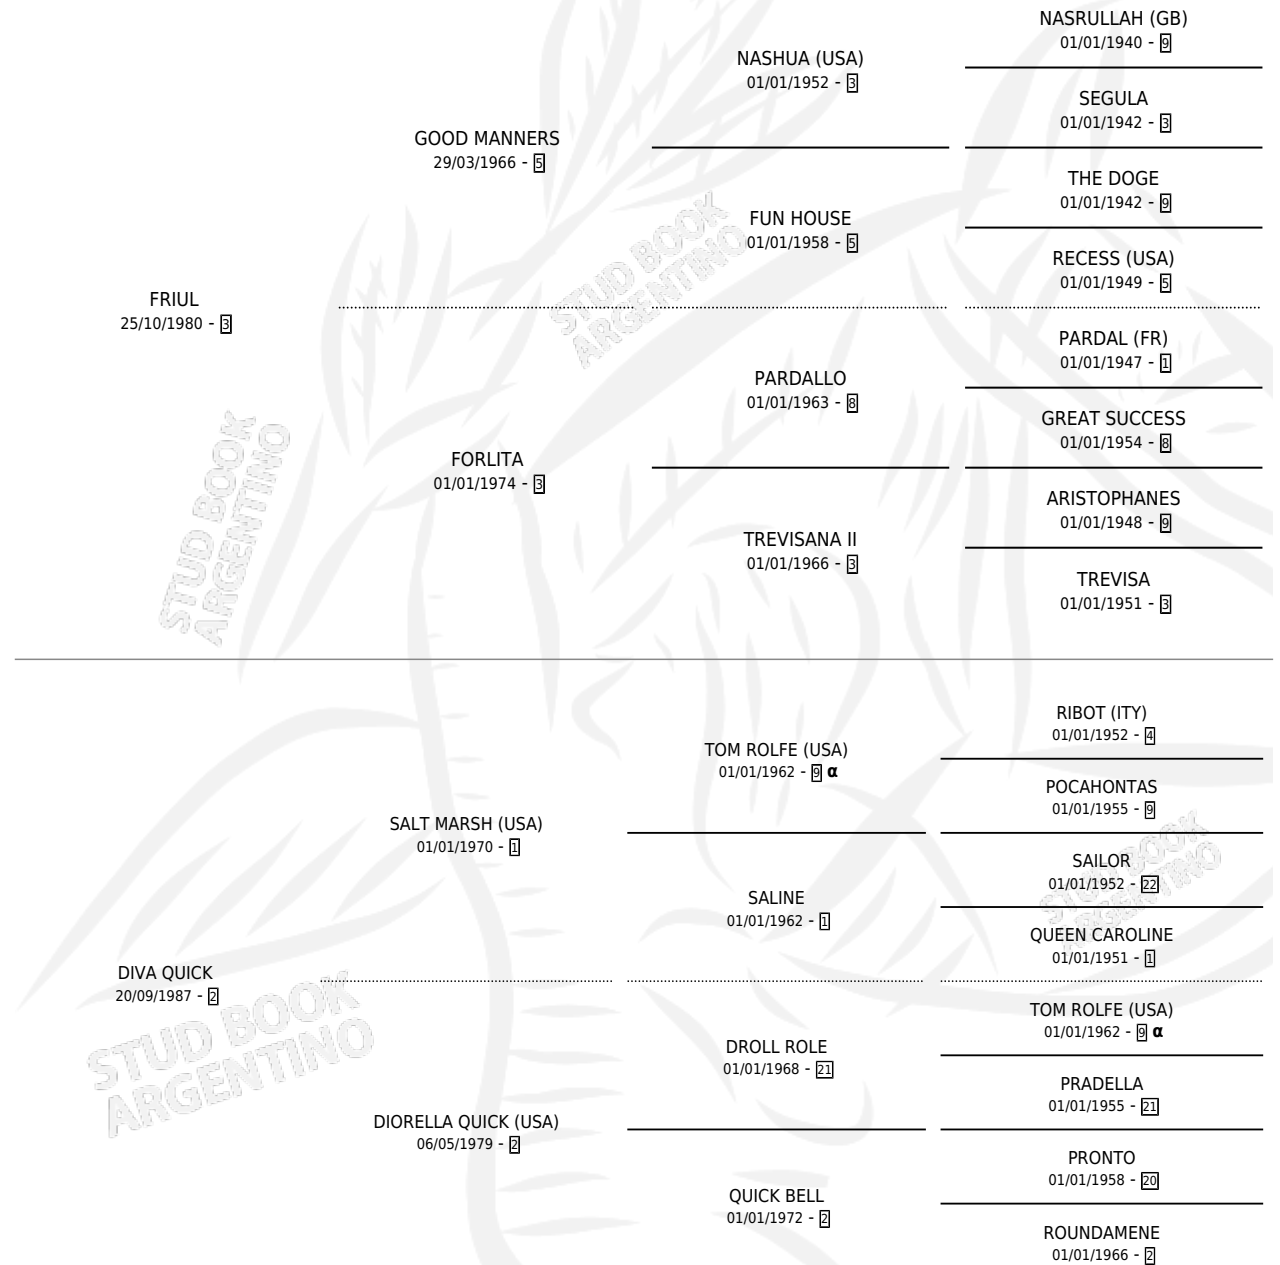 NASRULLAH (GB)
01/01/1940 - 9
NASHUA (USA)
01/01/1952 - 3
SEGULA
01/01/1942 - 3
GOOD MANNERS
29/03/1966 - 5
THE DOGE
01/01/1942 - 9
FUN HOUSE
01/01/1958 - 5
RECESS (USA)
01/01/1949 - 5
FRIUL
25/10/1980 - 3
PARDAL (FR)
01/01/1947 - 1
PARDALLO
01/01/1963 - 8
GREAT SUCCESS
01/01/1954 - 8
FORLITA
01/01/1974 - 3
ARISTOPHANES
01/01/1948 - 9
TREVISANA II
01/01/1966 - 3
TREVISA
01/01/1951 - 3
RIBOT (ITY)
01/01/1952 - 4
TOM ROLFE (USA)
01/01/1962 - 9 α
POCAHONTAS
01/01/1955 - 9
SALT MARSH (USA)
01/01/1970 - 1
SAILOR
01/01/1952 - 22
SALINE
01/01/1962 - 1
QUEEN CAROLINE
01/01/1951 - 1
DIVA QUICK
20/09/1987 - 2
TOM ROLFE (USA)
01/01/1962 - 9 α
DROLL ROLE
01/01/1968 - 21
PRADELLA
01/01/1955 - 21
DIORELLA QUICK (USA)
06/05/1979 - 2
PRONTO
01/01/1958 - 20
QUICK BELL
01/01/1972 - 2
ROUNDAMENE
01/01/1966 - 2
STUD BOOK
ARGENTINO
STUD BOOK
ARGENTINO
STUD BOOK
ARGENTINO
STUD BOOK
ARGENTINO